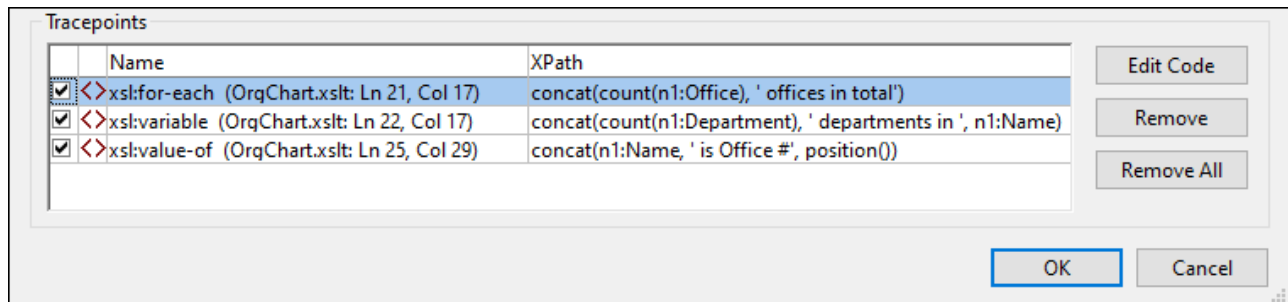 Tracepoints
Name XPath
<>xsl:for-each (OrgChart.xslt: Ln 21, Col 17) concat(count(n1:Office), ' offices in total')
<>xsl:variable (OrgChart.xslt: Ln 22, Col 17) concat(count(n1:Department), ' departments in ', n1:Name)
<>xsl:value-of (OrgChart.xslt: Ln 25, Col 29) concat(n1:Name, ' is Office #', position())
Edit Code
Remove
Remove All
OK Cancel